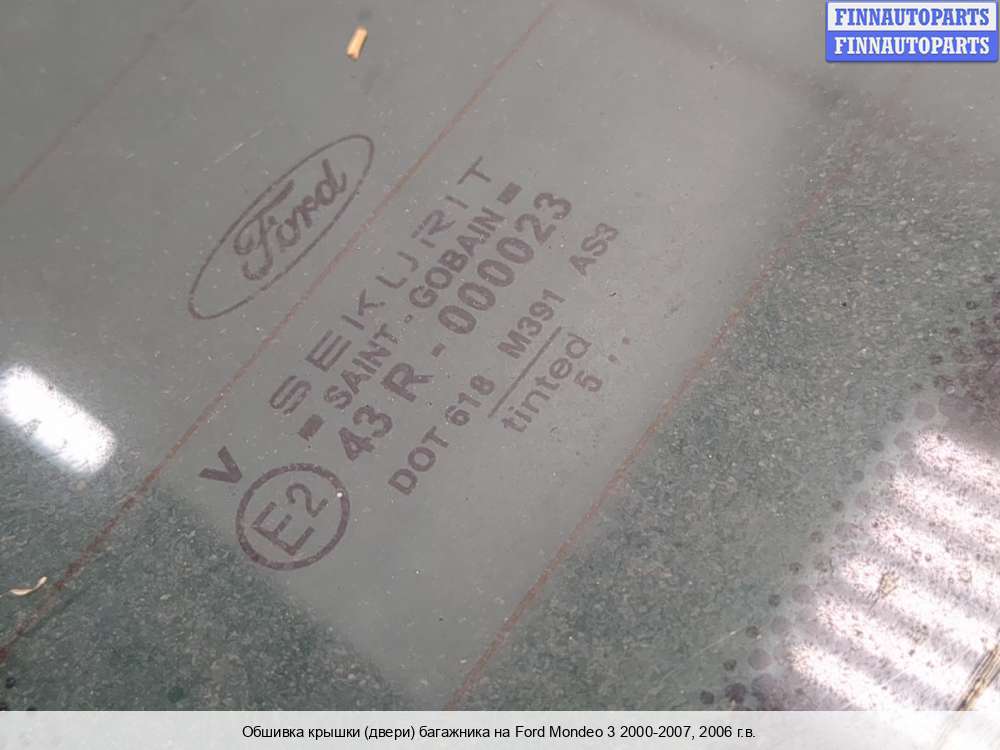 FINNAUTOPARTS
FINNAUTOPARTS
Ford
SEKURIT
- SAINT - GOBAIN -
V 43 R - 000023
E2
DOT 618 M391 AS3
tinted
5 ..
Обшивка крышки (двери) багажника на Ford Mondeo 3 2000-2007, 2006 г.в.